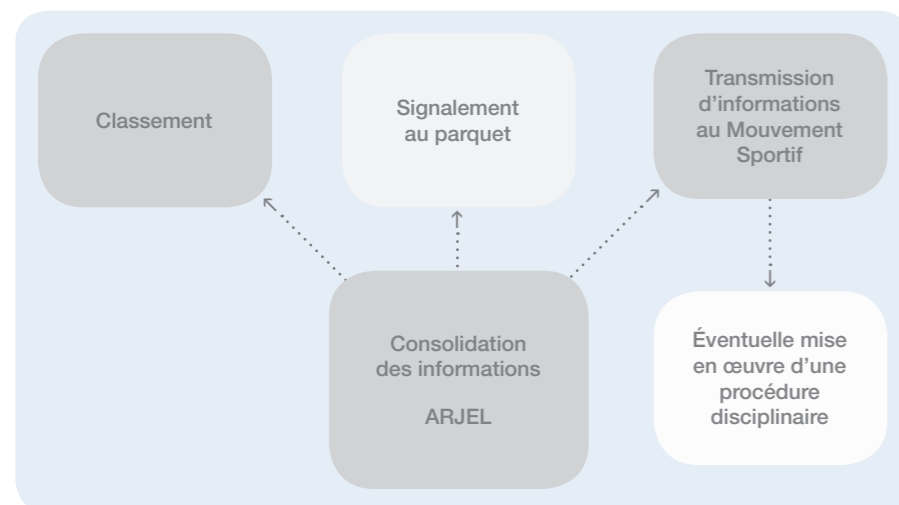 Classement
Signalement
au parquet
Transmission
d’informations
au Mouvement
Sportif
Consolidation
des informations
ARJEL
Éventuelle mise
en œuvre d’une
procédure
disciplinaire